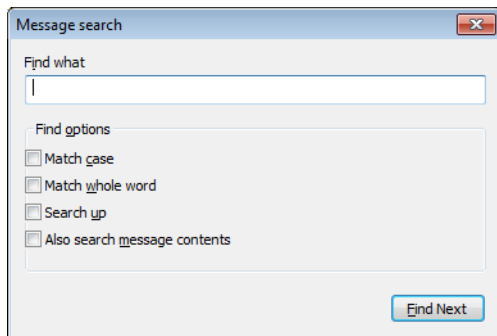 Message search
Find what
Find options
Match case
Match whole word
Search up
Also search message contents
Find Next